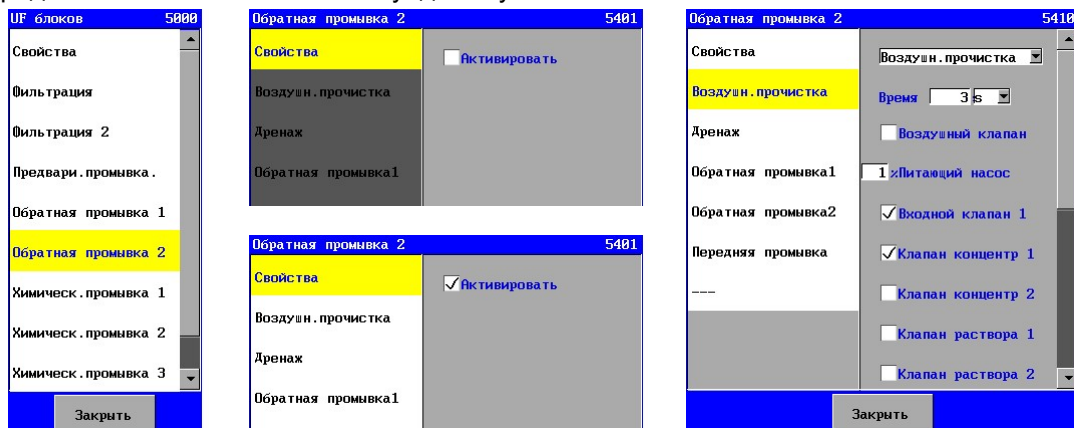 UF блоков 5000
Свойства
Фильтрация
Фильтрация 2
Предвари.промывка.
Обратная промывка 1
Обратная промывка 2
Химическ.промывка 1
Химическ.промывка 2
Химическ.промывка 3
Закрыть
Обратная промывка 2 5401
Свойства
Активировать
Воздушн.прочистка
Дренаж
Обратная промывка1
Обратная промывка 2 5401
Свойства
Активировать
Воздушн.прочистка
Дренаж
Обратная промывка1
Обратная промывка 2 5410
Свойства
Воздушн.прочистка
Дренаж
Обратная промывка1
Обратная промывка2
Передняя промывка
---
Воздушн.прочистка
Время 3 s
Воздушный клапан
1 %Питающий насос
Входной клапан 1
Клапан концентр 1
Клапан концентр 2
Клапан раствора 1
Клапан раствора 2
Закрыть